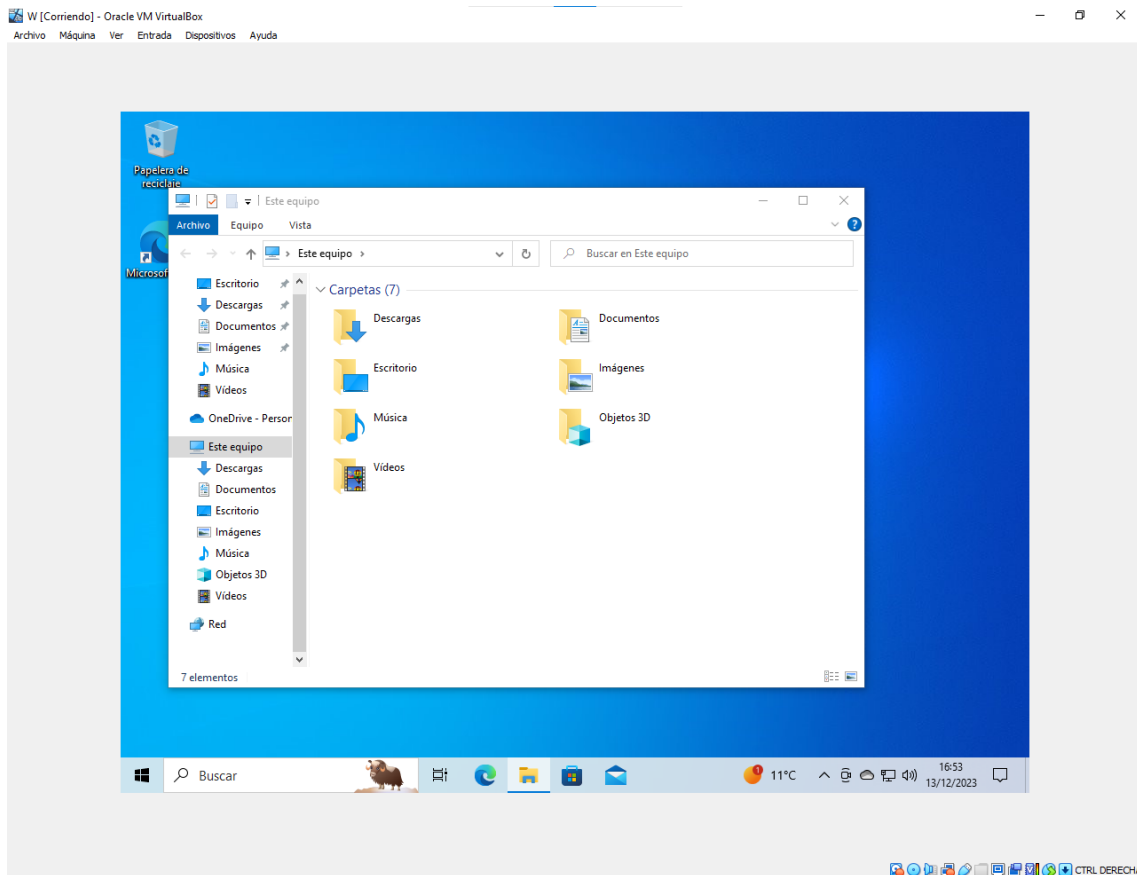 W [Corriendo] - Oracle VM VirtualBox
Archivo Máquina Ver Entrada Dispositivos Ayuda
Papelera de
reciclaje
Microsof
Este equipo
Archivo Equipo Vista
Este equipo
Buscar en Este equipo
Escritorio
Descargas
Documentos
Imágenes
Música
Vídeos
OneDrive - Person
Este equipo
Descargas
Documentos
Escritorio
Imágenes
Música
Objetos 3D
Vídeos
Red
Carpetas (7)
Descargas
Documentos
Escritorio
Imágenes
Música
Objetos 3D
Vídeos
7 elementos
Buscar
1
11°C
16:53
13/12/2023
CTRL DERECHA